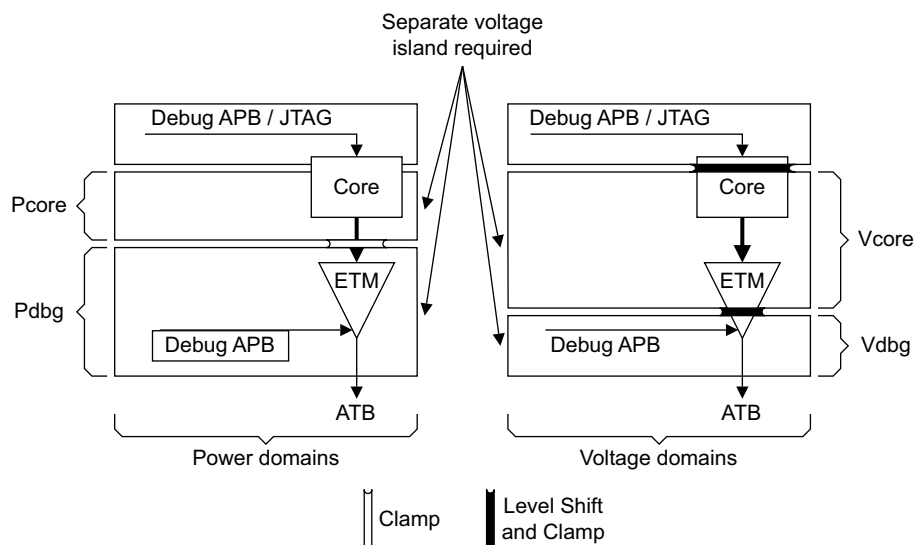 Separate voltage
island required
Debug APB / JTAG
Core
Pcore
ETM
Pdbg
Debug APB
ATB
Power domains
Debug APB / JTAG
Core
Vcore
ETM
Debug APB
Vdbg
ATB
Voltage domains
Clamp
Level Shift
and Clamp